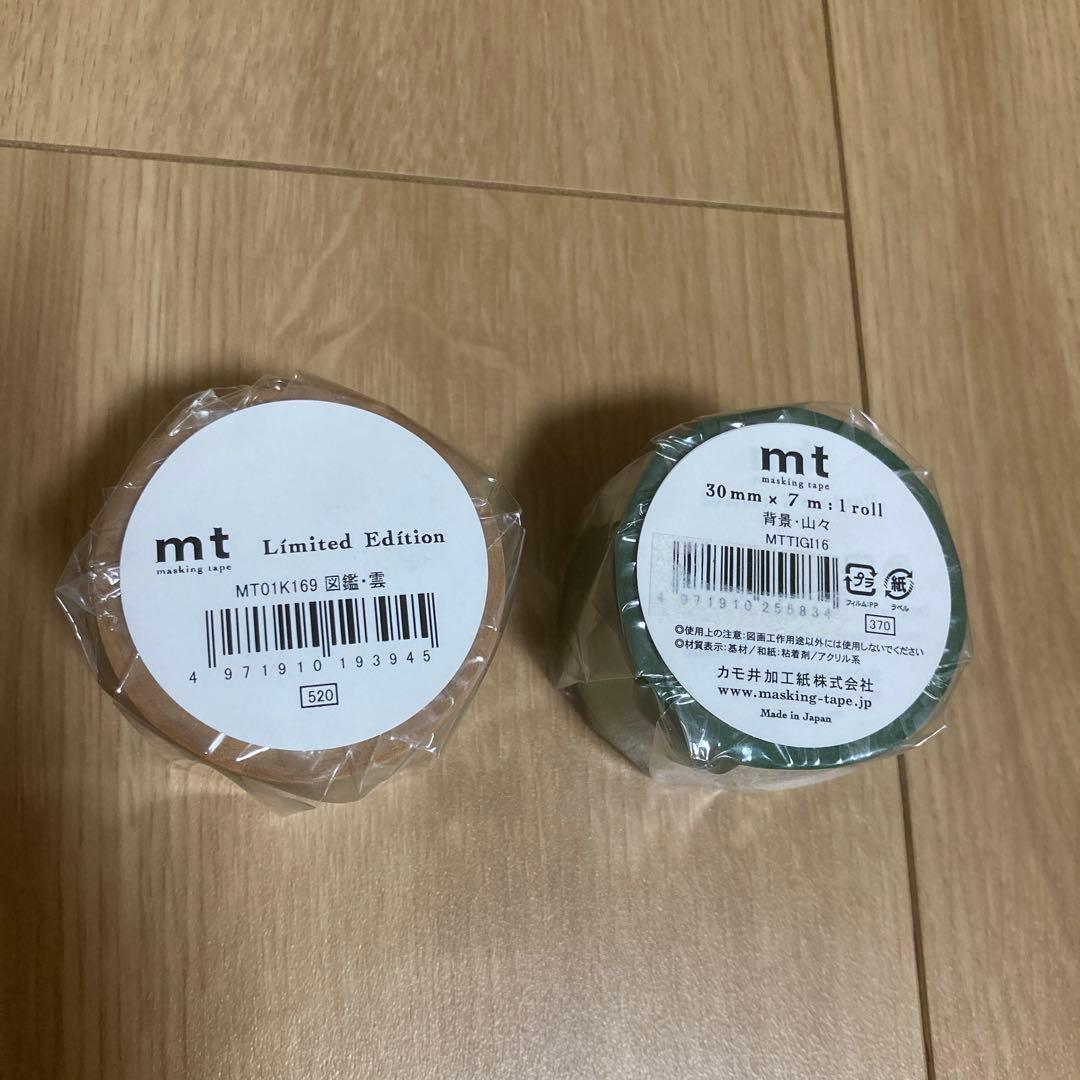 mt Límited Edítion
masking tape
MT01K169 図鑑・雲
4 971910 193945
520
mt
masking tape
30mm × 7 m : 1 roll
背景・山々
MTTIGI16
4 971910 255834
プラ
フィルム:PP
紙
ラベル
370
◎使用上の注意:図画工作用途以外には使用しないでください
◎材質表示:基材/和紙:粘着剤/アクリル系
カモ井加工紙株式会社
www.masking-tape.jp
Made in Japan